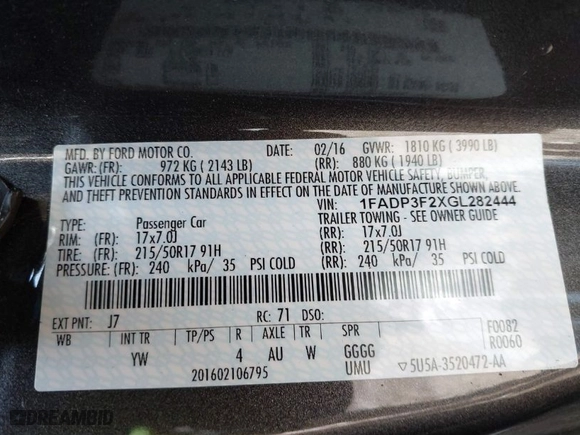 MFD. BY FORD MOTOR CO. 02/16 GVWR: 1810 KG ( 3990 LB)
GAWR: (FR): 972 KG ( 2143 LB) (RR): 880 KG ( 1940 LB)
THIS VEHICLE CONFORMS TO ALL APPLICABLE
FEDERAL MOTOR VEHICLE SAFETY, BUMPER,
AND THEFT PREVENTION STANDARDS IN EFFECT ON THE DATE OF MANUFACTURE SHOWN ABOVE.
VIN: 1FADP3F2XGL282444
TYPE: Passenger Car TRAILER TOWING - SEE OWNER GUIDE
RIM: (FR) 17x7.0J (RR) 17x7.0J
TIRE: (FR) 215/50R17 91H (RR) 215/50R17 91H
PRESSURE: (FR) 240 kPa/ 35 PSI COLD (RR) 240 kPa/ 35 PSI COLD
EXT PNT: J7 RC: 71 DSO: F0082
WB INT TR TP/PS R AXLE TR SPR R0060
YW 4 AU W GGGG
UMU
201602106795 5U5A-3520472-AA
DREAMBID